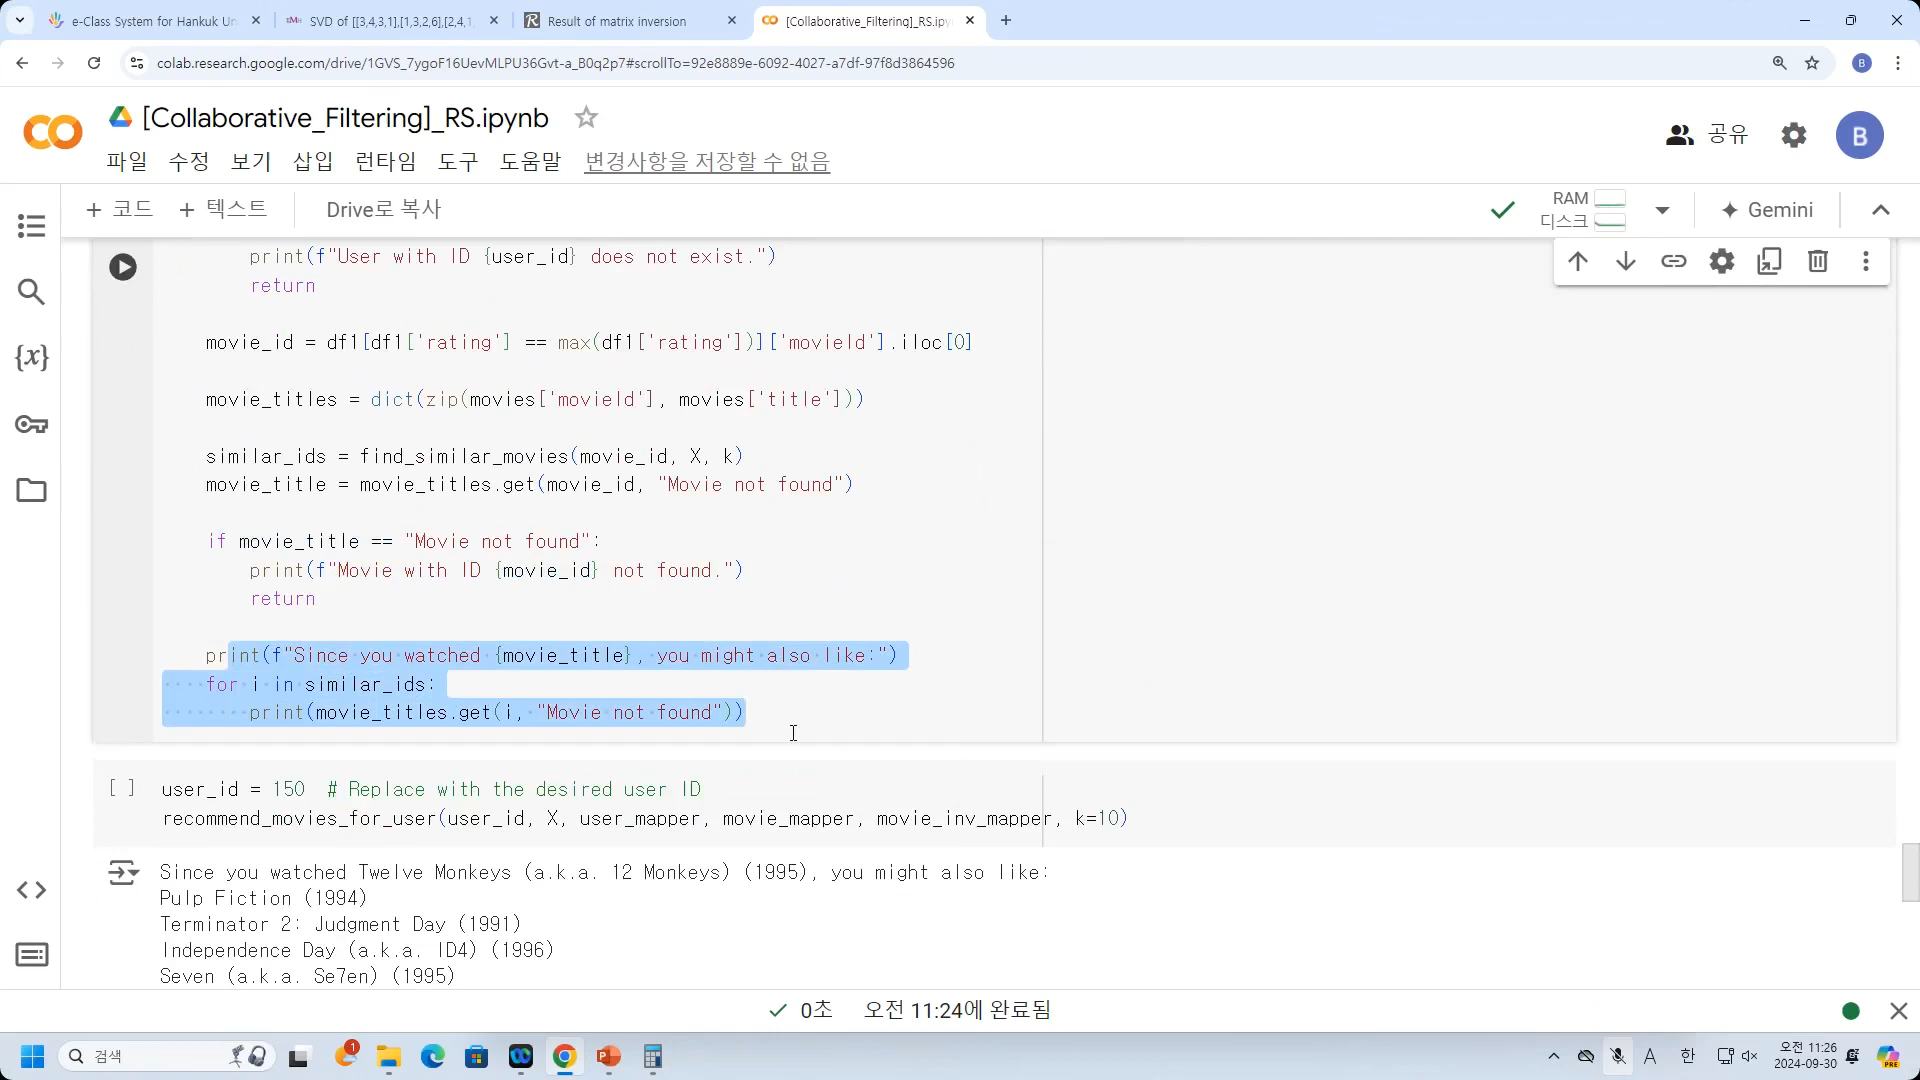 e-Class System for Hankuk Un
SVD of [[3,4,3,1],[1,3,2,6],[2,4,1
Result of matrix inversion
[Collaborative_Filtering]_RS.ipy
colab.research.google.com/drive/1GVS_7ygoF16UevMLPU36Gvt-a_B0q2p7#scrollTo=92e8889e-6092-4027-a7df-97f8d3864596
B
[Collaborative_Filtering]_RS.ipynb
공유
B
파일 수정 보기 삽입 런타임 도구 도움말 변경사항을 저장할 수 없음
+ 코드 + 텍스트 Drive로 복사
RAM
디스크
Gemini
print(f"User with ID {user_id} does not exist.")
return
movie_id = df1[df1['rating'] == max(df1['rating'])]['movieId'].iloc[0]
movie_titles = dict(zip(movies['movieId'], movies['title']))
similar_ids = find_similar_movies(movie_id, X, k)
movie_title = movie_titles.get(movie_id, "Movie not found")
if movie_title == "Movie not found":
print(f"Movie with ID {movie_id} not found.")
return
print(f"Since you watched {movie_title}, you might also like:")
for i in similar_ids:
print(movie_titles.get(i, "Movie not found"))
[ ] user_id = 150 # Replace with the desired user ID
recommend_movies_for_user(user_id, X, user_mapper, movie_mapper, movie_inv_mapper, k=10)
Since you watched Twelve Monkeys (a.k.a. 12 Monkeys) (1995), you might also like:
Pulp Fiction (1994)
Terminator 2: Judgment Day (1991)
Independence Day (a.k.a. ID4) (1996)
Seven (a.k.a. Se7en) (1995)
0초 오전 11:24에 완료됨
검색
1
A 한
오전 11:26
2024-09-30